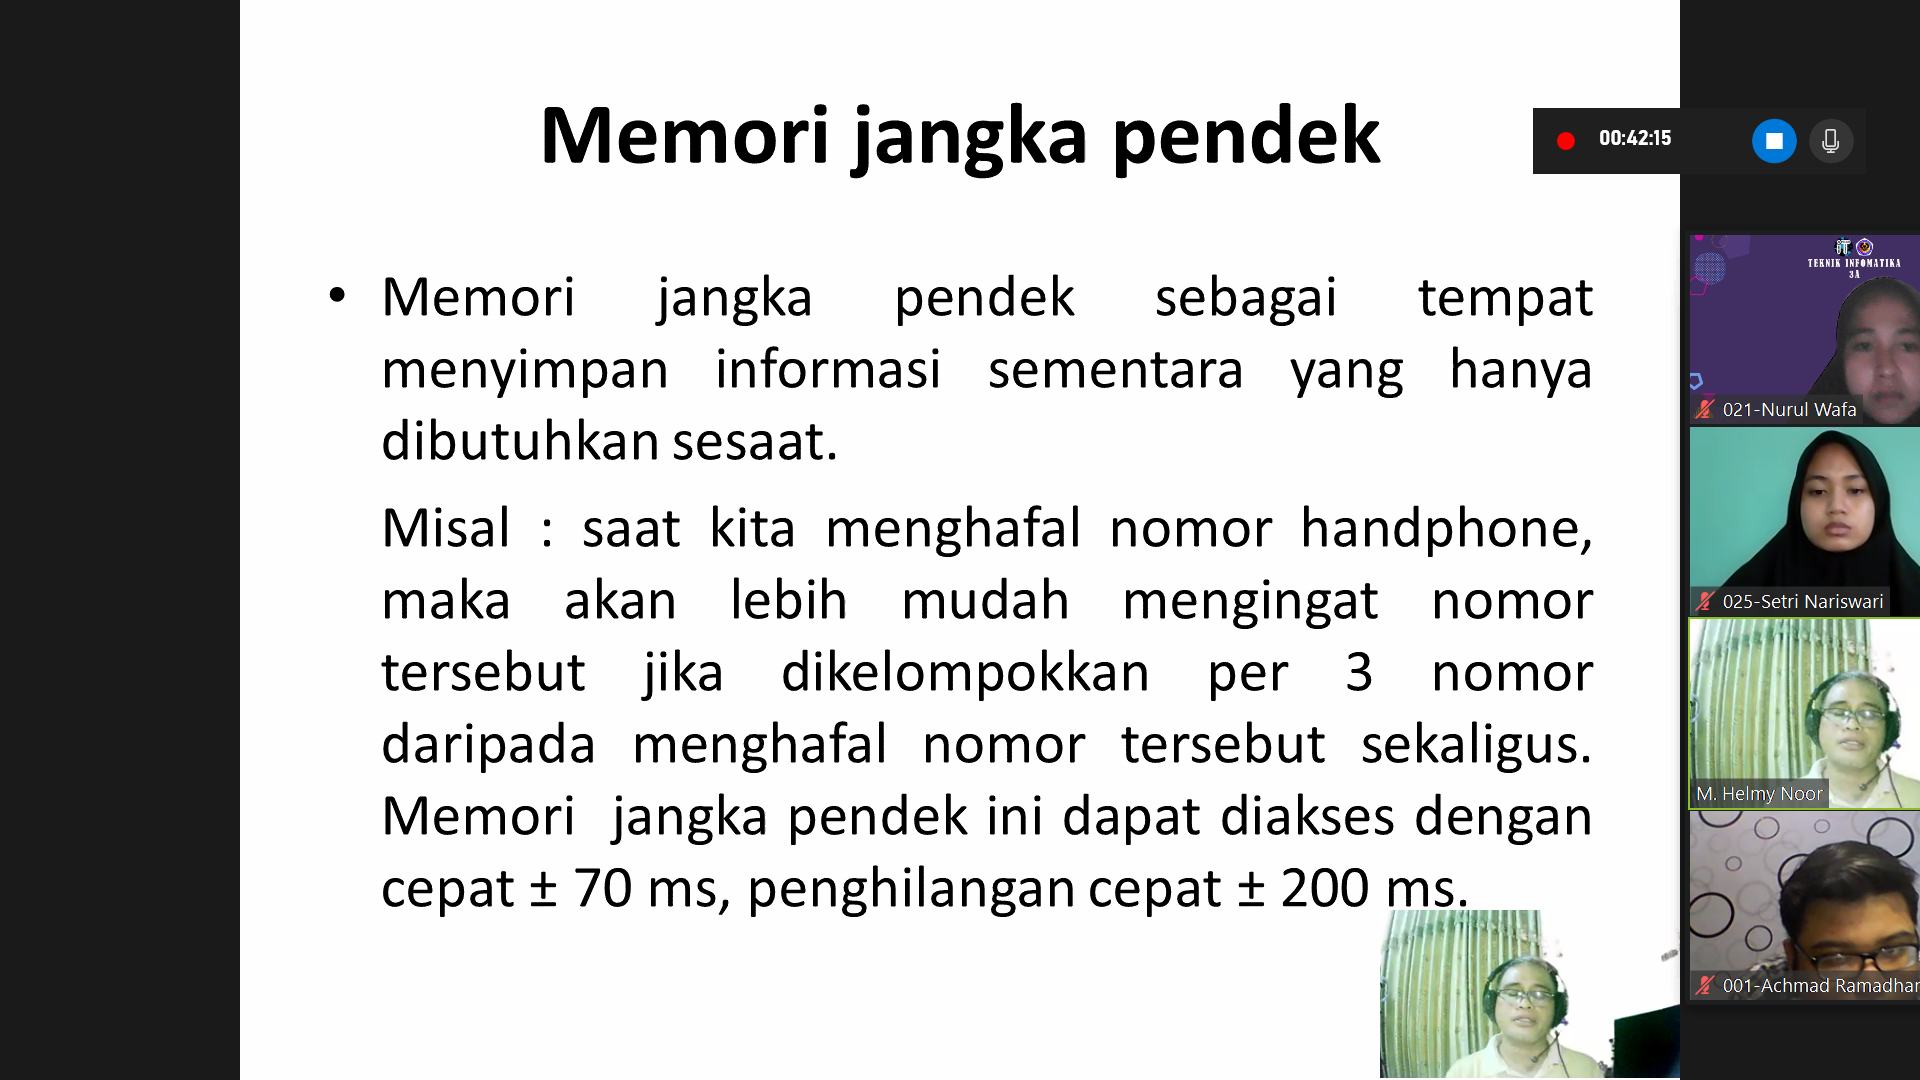 Memori jangka pendek
• Memori jangka pendek sebagai tempat
menyimpan informasi sementara yang hanya
dibutuhkan sesaat.
Misal : saat kita menghafal nomor handphone,
maka akan lebih mudah mengingat nomor
tersebut jika dikelompokkan per 3 nomor
daripada menghafal nomor tersebut sekaligus.
Memori jangka pendek ini dapat diakses dengan
cepat ± 70 ms, penghilangan cepat ± 200 ms.
00:42:15
TEKNIK INFOMATIKA
3A
021-Nurul Wafa
025-Setri Nariswari
M. Helmy Noor
001-Achmad Ramadhan